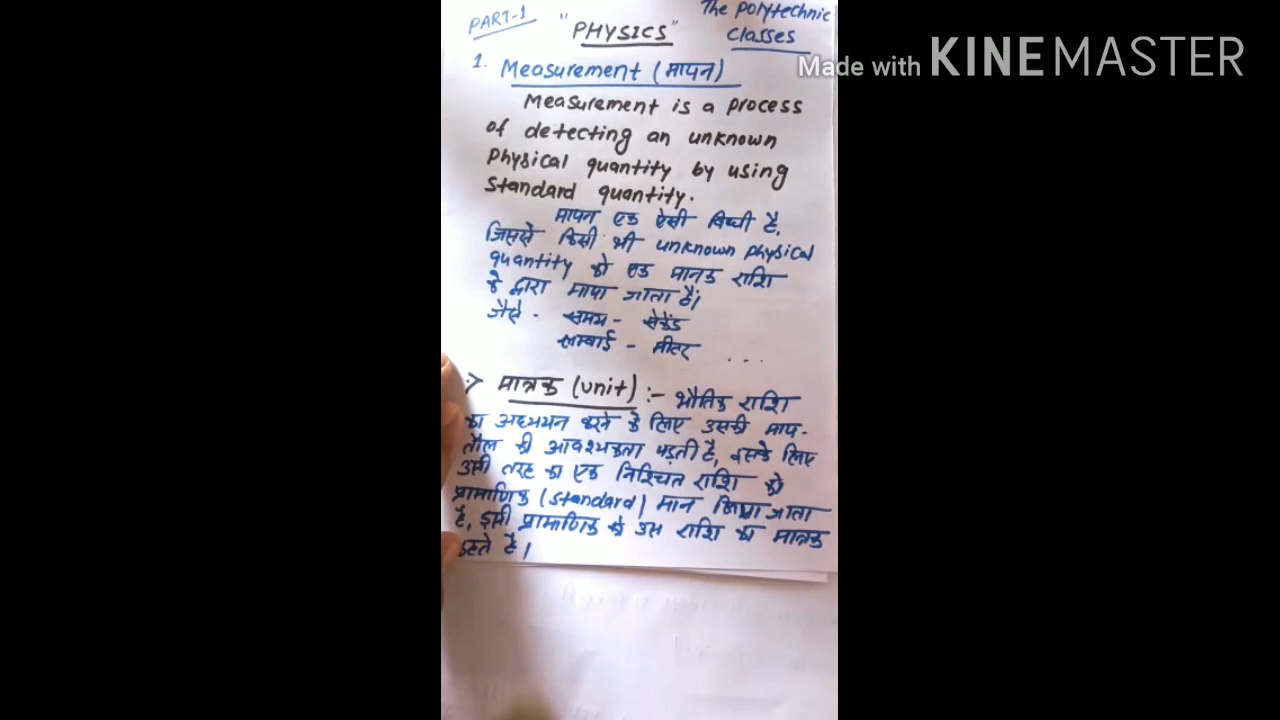 PART-1
"PHYSICS"
The Polytechnic
Classes
Made with KINEMASTER
1. Measurement (मापन)
Measurement is a process
of detecting an unknown
Physical quantity by using
Standard quantity.
मापन एक ऐसी विधी है,
जिससे किसी भी unknown physical
quantity को एक मानक राशि
के द्वारा मापा जाता है।
जैसे - समय - सेकेंड
लम्बाई - मीटर ...
:> मात्रक (unit) :- भौतिक राशि
का अध्ययन करने के लिए उसकी माप-
तौल की आवश्यकता पड़ती है, इसके लिए
उसी तरह का एक निश्चित राशि को
प्रामाणिक (standard) मान लिया जाता
है, इसी प्रामाणिक को उस राशि का मात्रक
कहते है।